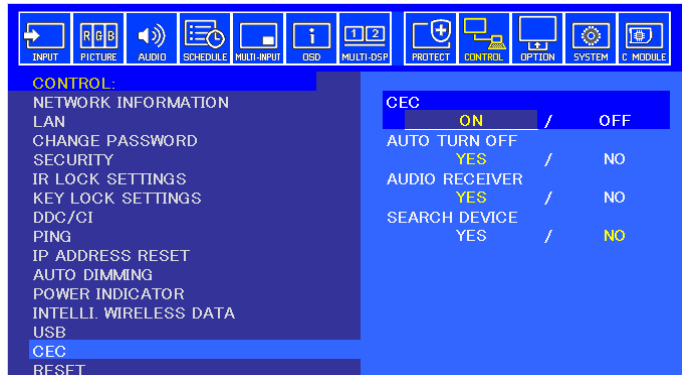 INPUT
RGB
PICTURE
AUDIO
SCHEDULE
MULTI-INPUT
i
OSD
1 2
MULTI-DSP
PROTECT
CONTROL
OPTION
SYSTEM
C MODULE
CONTROL:
NETWORK INFORMATION
LAN
CHANGE PASSWORD
SECURITY
IR LOCK SETTINGS
KEY LOCK SETTINGS
DDC/CI
PING
IP ADDRESS RESET
AUTO DIMMING
POWER INDICATOR
INTELLI. WIRELESS DATA
USB
CEC
RESET
CEC
ON / OFF
AUTO TURN OFF
YES / NO
AUDIO RECEIVER
YES / NO
SEARCH DEVICE
YES / NO